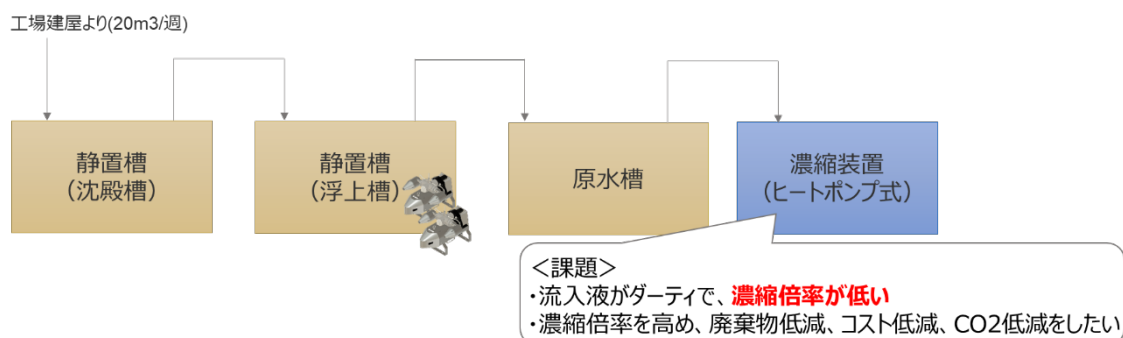 工場建屋より(20m3/週)
静置槽
（沈殿槽）
静置槽
（浮上槽）
原水槽
濃縮装置
（ヒートポンプ式）
＜課題＞
・流入液がダーティで、濃縮倍率が低い
・濃縮倍率を高め、廃棄物低減、コスト低減、CO2低減をしたい